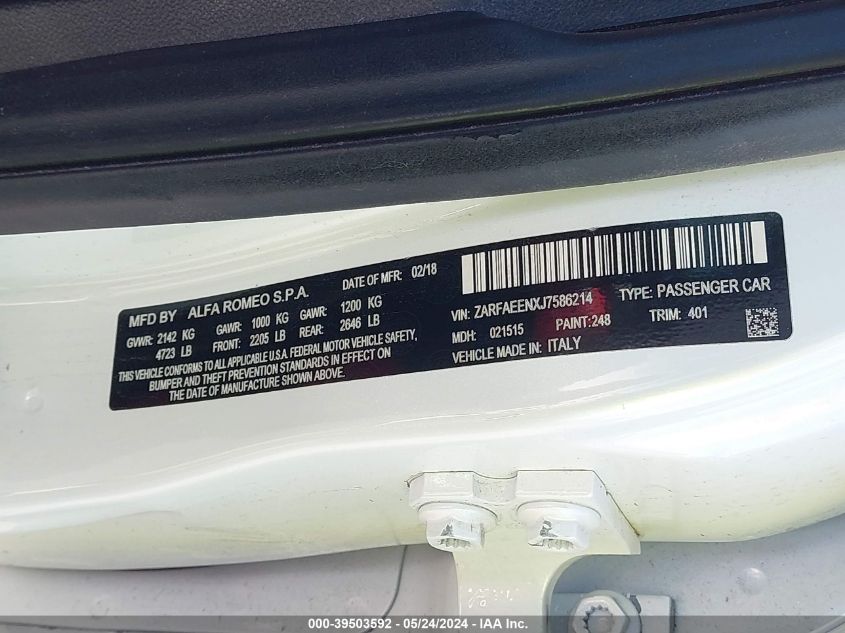 MFD BY ALFA ROMEO S.P.A. DATE OF MFR: 02/18
GWVR: 2142 KG GAWR: 1000 KG GAWR: 1200 KG
4723 LB FRONT: 2205 LB REAR: 2646 LB
THIS VEHICLE CONFORMS TO ALL APPLICABLE U.S.A. FEDERAL MOTOR VEHICLE SAFETY,
BUMPER AND THEFT PREVENTION STANDARDS IN EFFECT ON
THE DATE OF MANUFACTURE SHOWN ABOVE.
VIN: ZARFAEENXJ7586214 TYPE: PASSENGER CAR
MDH: 021515 PAINT: 248 TRIM: 401
VEHICLE MADE IN: ITALY
000-39503592 - 05/24/2024 - IAAI.com